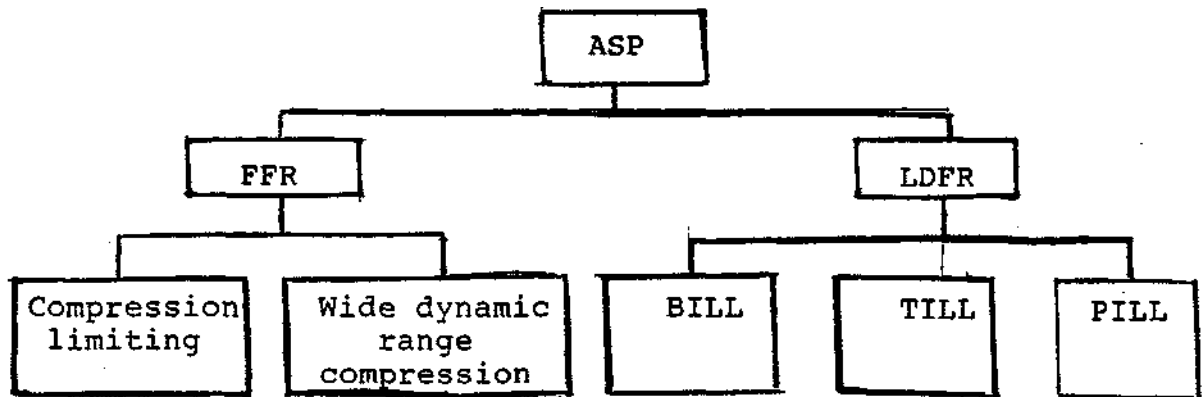 ASP
FFR
LDFR
Compression
limiting
Wide dynamic
range
compression
BILL
TILL
PILL